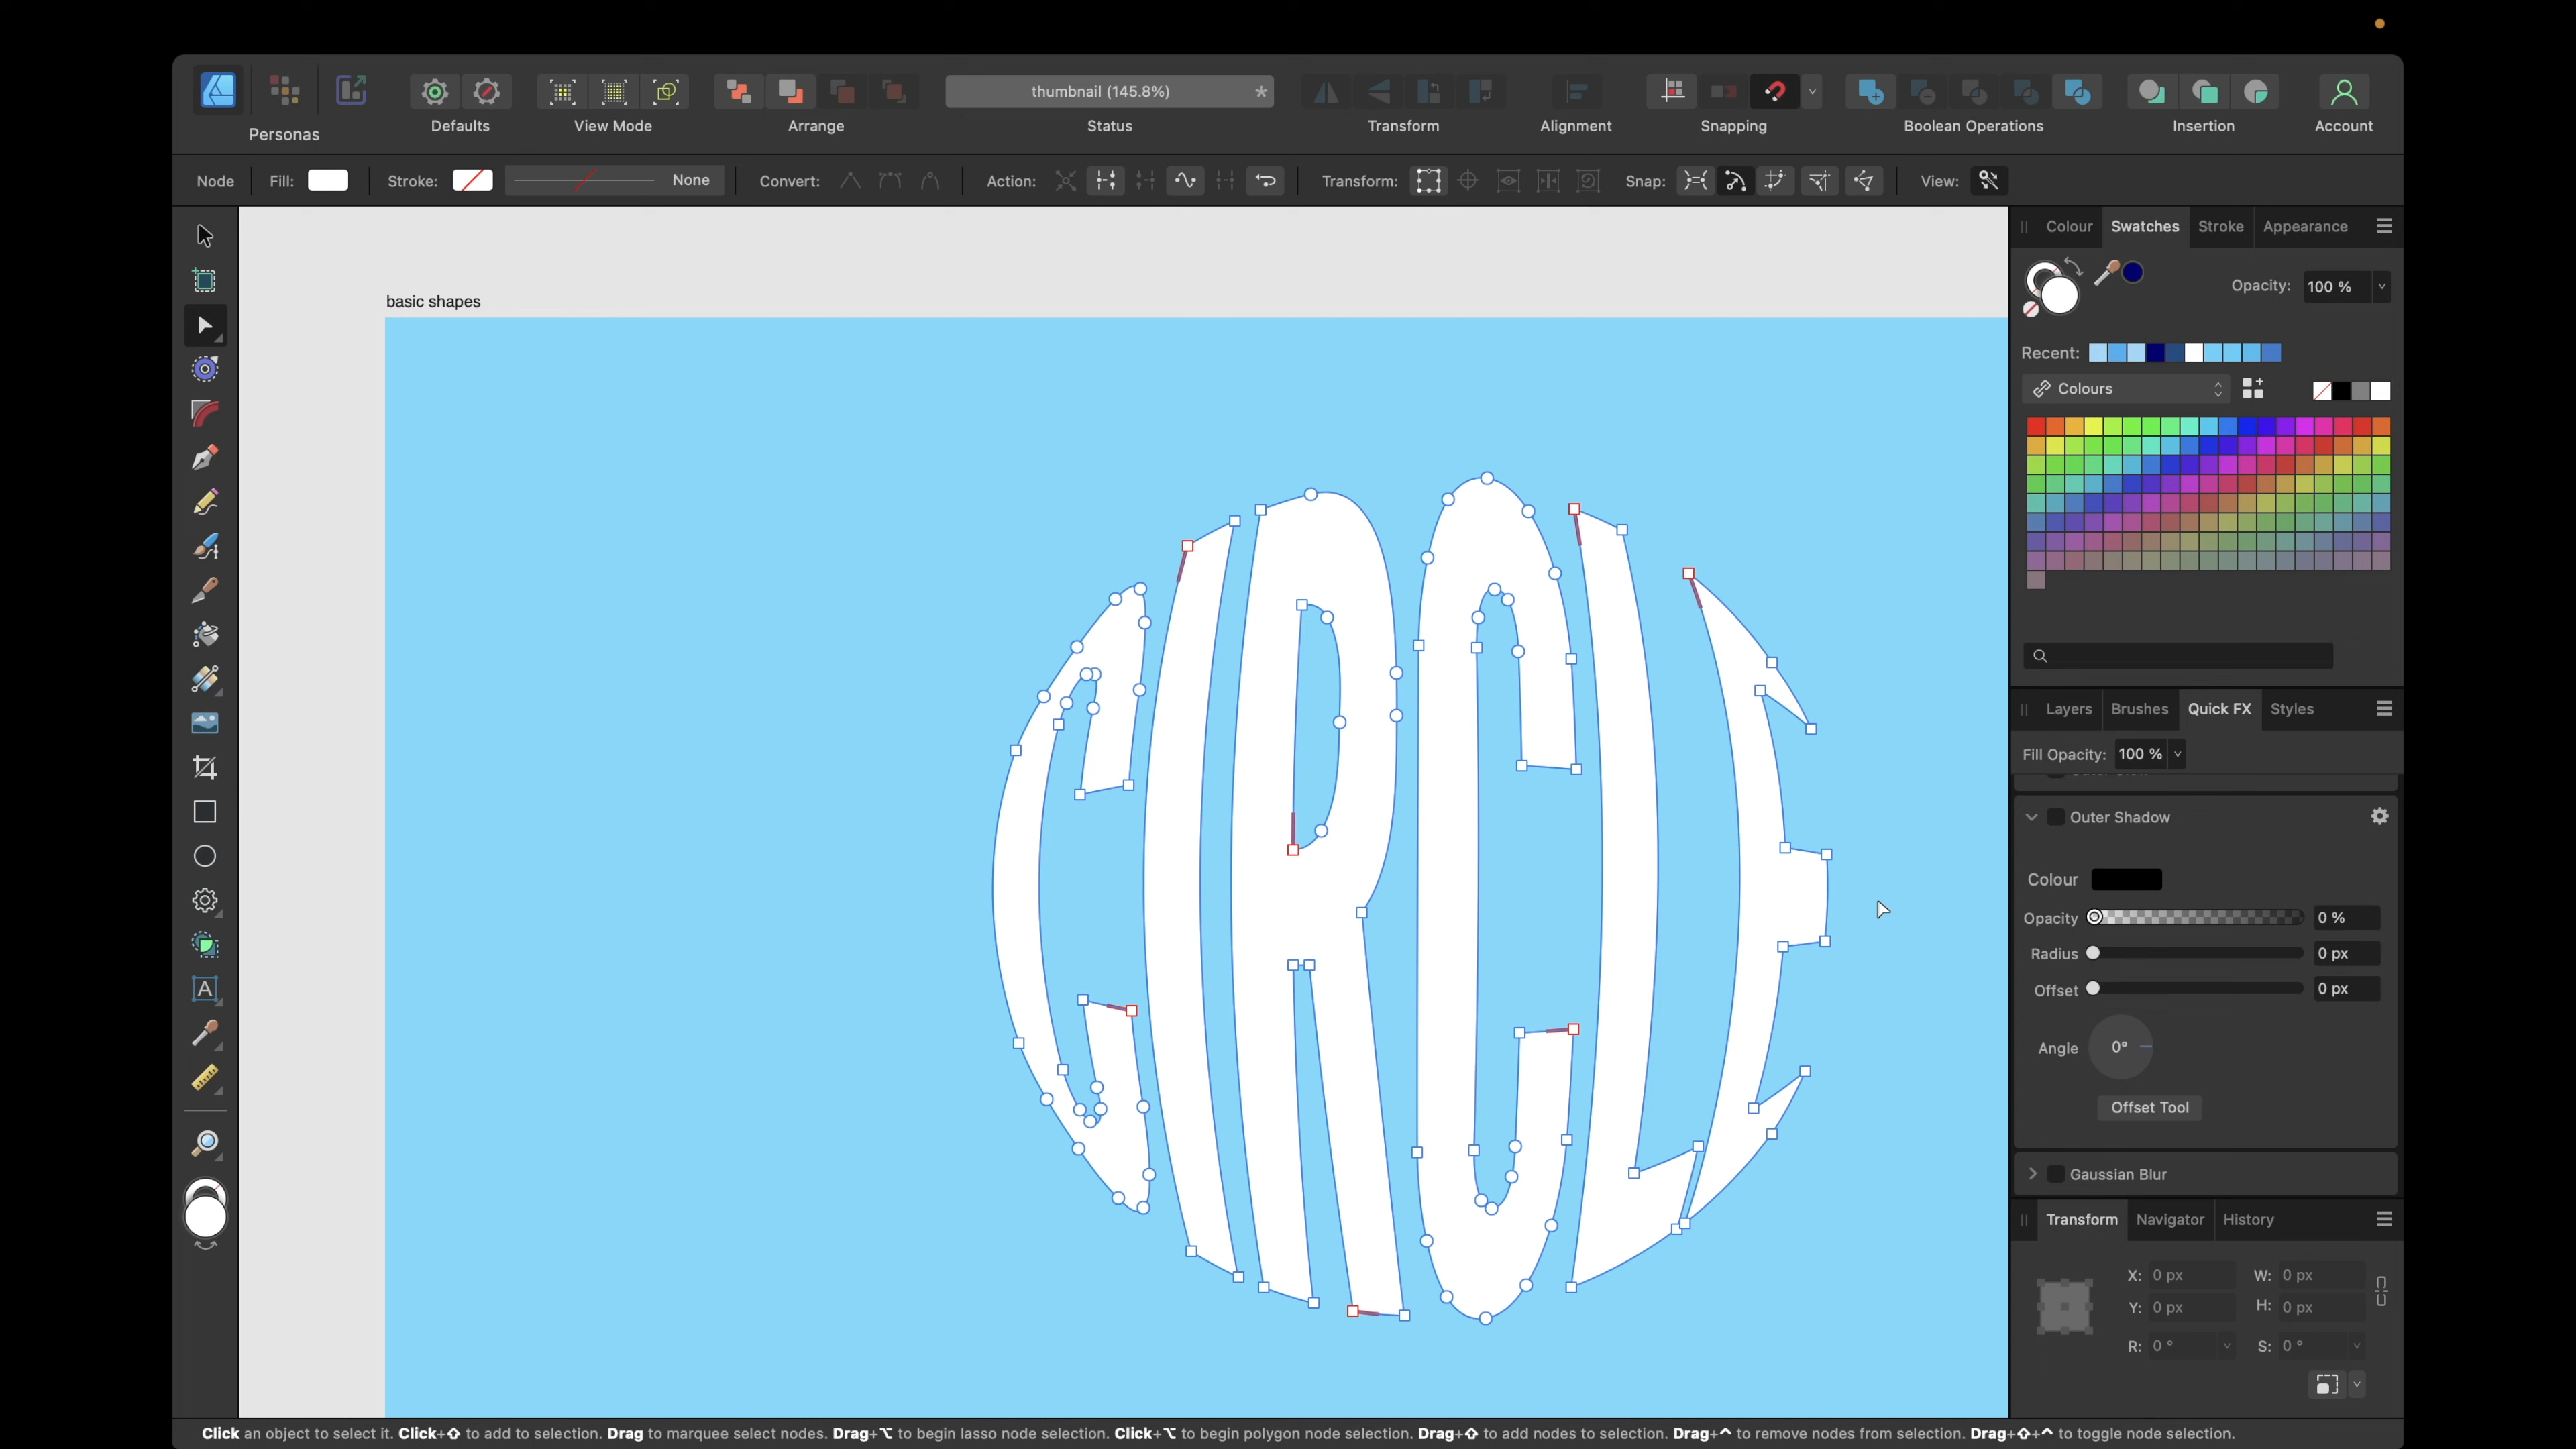 thumbnail (145.8%) *
Personas
Defaults
View Mode
Arrange
Status
Transform
Alignment
Snapping
Boolean Operations
Insertion
Account
Node
Fill:
Stroke:
None
Convert:
Action:
Transform:
Snap:
View:
basic shapes
CIRCLE
Colour
Swatches
Stroke
Appearance
Opacity: 100 %
Recent:
Colours
Layers
Brushes
Quick FX
Styles
Fill Opacity: 100 %
Outer Shadow
Colour
Opacity 0 %
Radius 0 px
Offset 0 px
Angle 0°
Offset Tool
Gaussian Blur
Transform
Navigator
History
X: 0 px W: 0 px
Y: 0 px H: 0 px
R: 0 ° S: 0 °
A
Click an object to select it. Click+⇧ to add to selection. Drag to marquee select nodes. Drag+⌥ to begin lasso node selection. Click+⌥ to begin polygon node selection. Drag+⇧ to add nodes to selection. Drag+^ to remove nodes from selection. Drag+⇧+^ to toggle node selection.